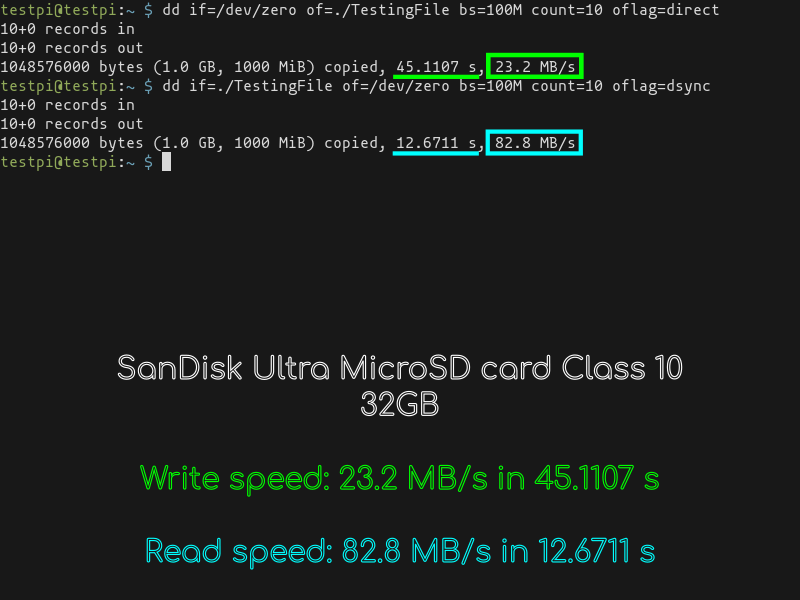 testpi@testpi:~ $ dd if=/dev/zero of=./TestingFile bs=100M count=10 oflag=direct
10+0 records in
10+0 records out
1048576000 bytes (1.0 GB, 1000 MiB) copied, 45.1107 s, 23.2 MB/s
testpi@testpi:~ $ dd if=./TestingFile of=/dev/zero bs=100M count=10 oflag=dsync
10+0 records in
10+0 records out
1048576000 bytes (1.0 GB, 1000 MiB) copied, 12.6711 s, 82.8 MB/s
testpi@testpi:~ $
SanDisk Ultra MicroSD card Class 10
32GB
Write speed: 23.2 MB/s in 45.1107 s
Read speed: 82.8 MB/s in 12.6711 s